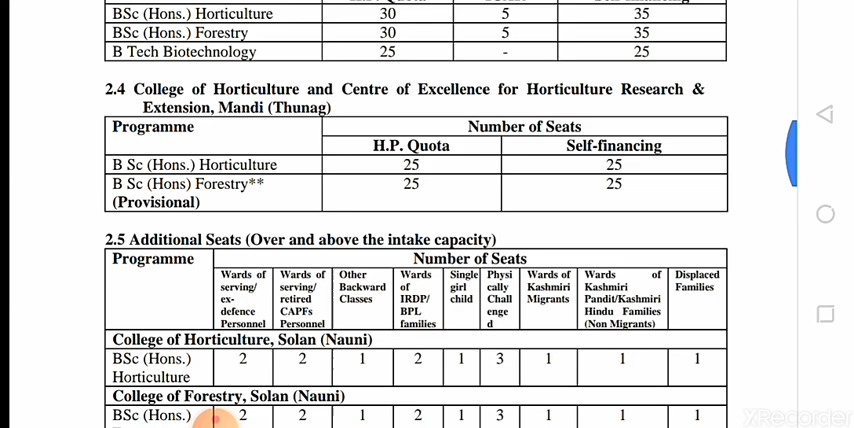 BSc (Hons.) Horticulture 30 5 35
BSc (Hons.) Forestry 30 5 35
B Tech Biotechnology 25 - 25
2.4 College of Horticulture and Centre of Excellence for Horticulture Research &
Extension, Mandi (Thunag)
Programme Number of Seats
H.P. Quota Self-financing
B Sc (Hons.) Horticulture 25 25
B Sc (Hons) Forestry** 25 25
(Provisional)
2.5 Additional Seats (Over and above the intake capacity)
Programme Number of Seats
Wards of Wards of Other Wards Single Physi Wards of Wards of Displaced
serving/ serving/ Backward of girl cally Kashmiri Kashmiri Families
ex- retired Classes IRDP/ child Chall Migrants Pandit/Kashmiri
defence CAPFs BPL enge Hindu Families
Personnel Personnel families d (Non Migrants)
College of Horticulture, Solan (Nauni)
BSc (Hons.) 2 2 1 2 1 3 1 1 1
Horticulture
College of Forestry, Solan (Nauni)
BSc (Hons.) 2 2 1 2 1 3 1 1 1
XRecorder